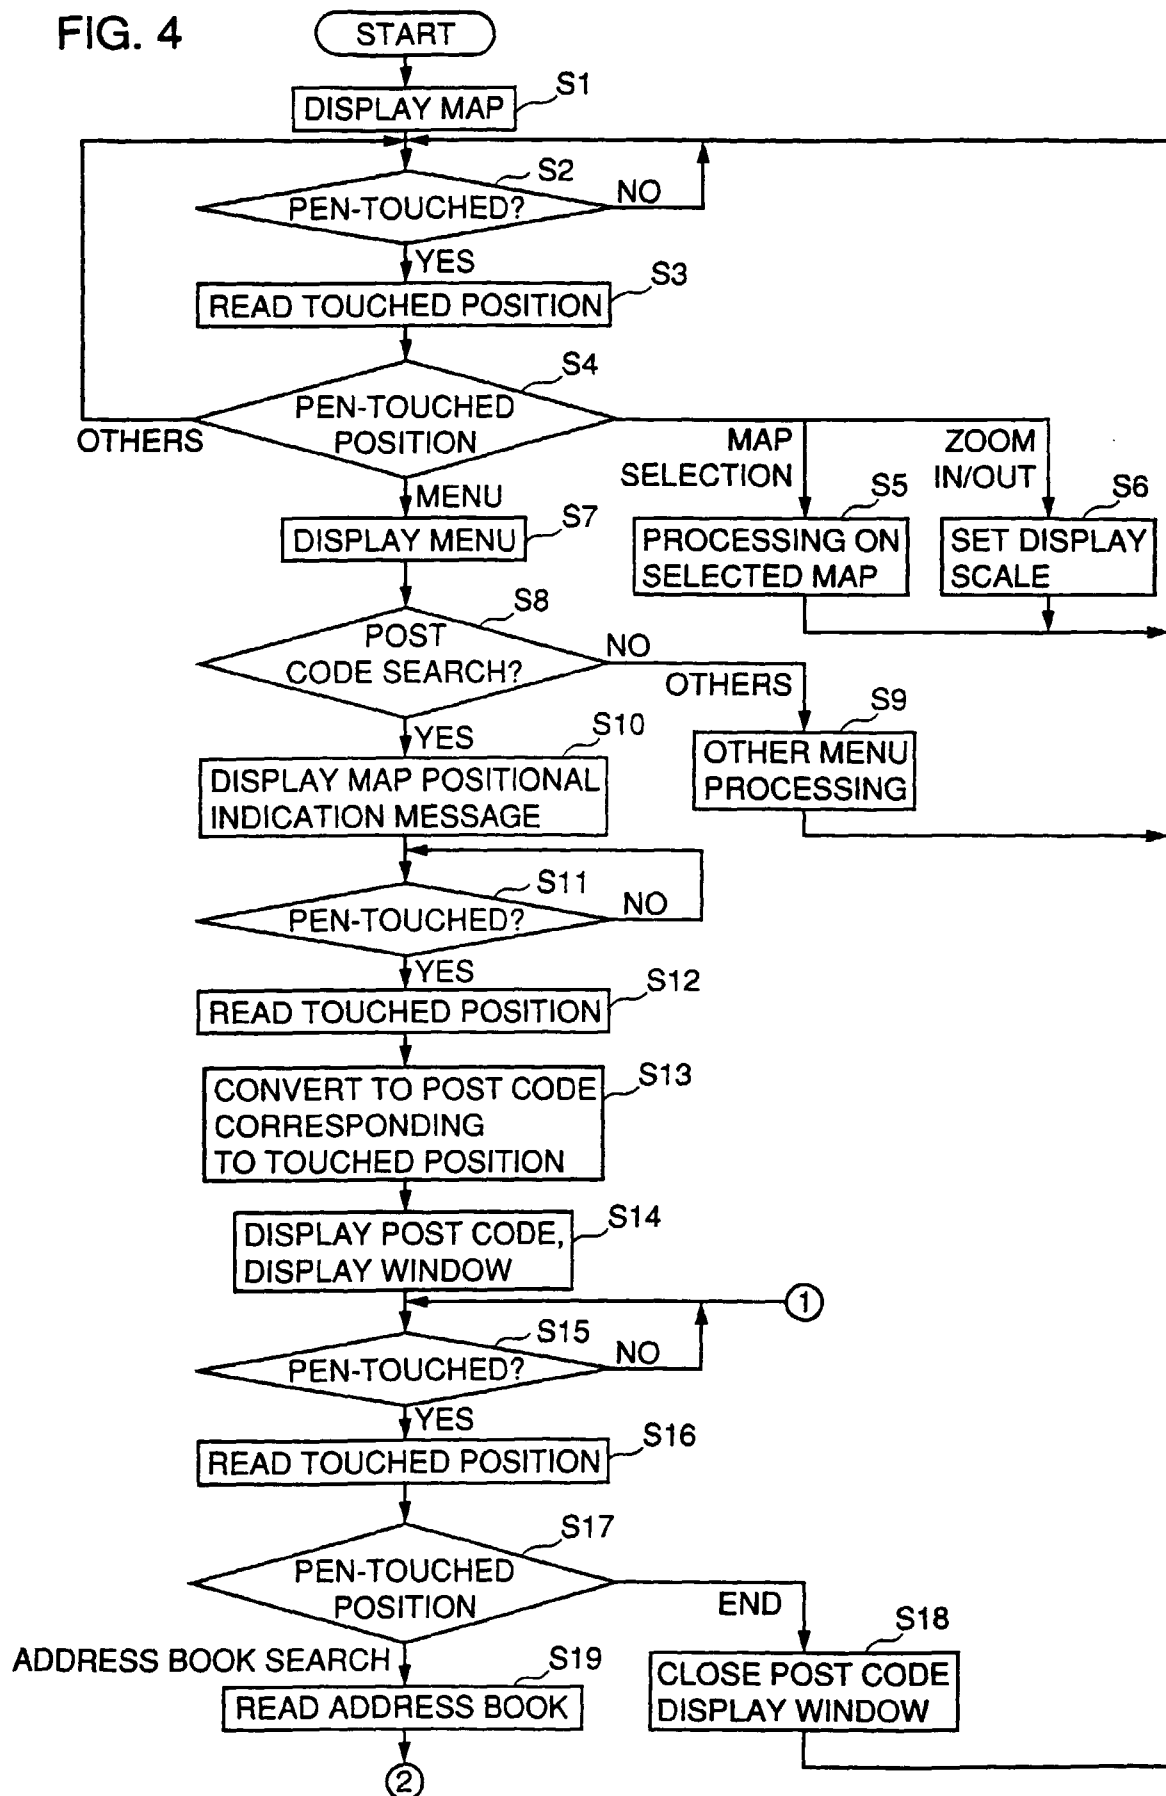 FIG. 4
START
S1
DISPLAY MAP
S2
PEN-TOUCHED?
NO
YES
S3
READ TOUCHED POSITION
S4
PEN-TOUCHED
POSITION
OTHERS
MAP
SELECTION
ZOOM
IN/OUT
MENU
S7
DISPLAY MENU
S5
PROCESSING ON
SELECTED MAP
S6
SET DISPLAY
SCALE
S8
POST
CODE SEARCH?
NO
OTHERS
YES
S9
OTHER MENU
PROCESSING
S10
DISPLAY MAP POSITIONAL
INDICATION MESSAGE
S11
PEN-TOUCHED?
NO
YES
S12
READ TOUCHED POSITION
S13
CONVERT TO POST CODE
CORRESPONDING
TO TOUCHED POSITION
S14
DISPLAY POST CODE,
DISPLAY WINDOW
1
S15
PEN-TOUCHED?
NO
YES
S16
READ TOUCHED POSITION
S17
PEN-TOUCHED
POSITION
END
ADDRESS BOOK SEARCH
S18
CLOSE POST CODE
DISPLAY WINDOW
S19
READ ADDRESS BOOK
2